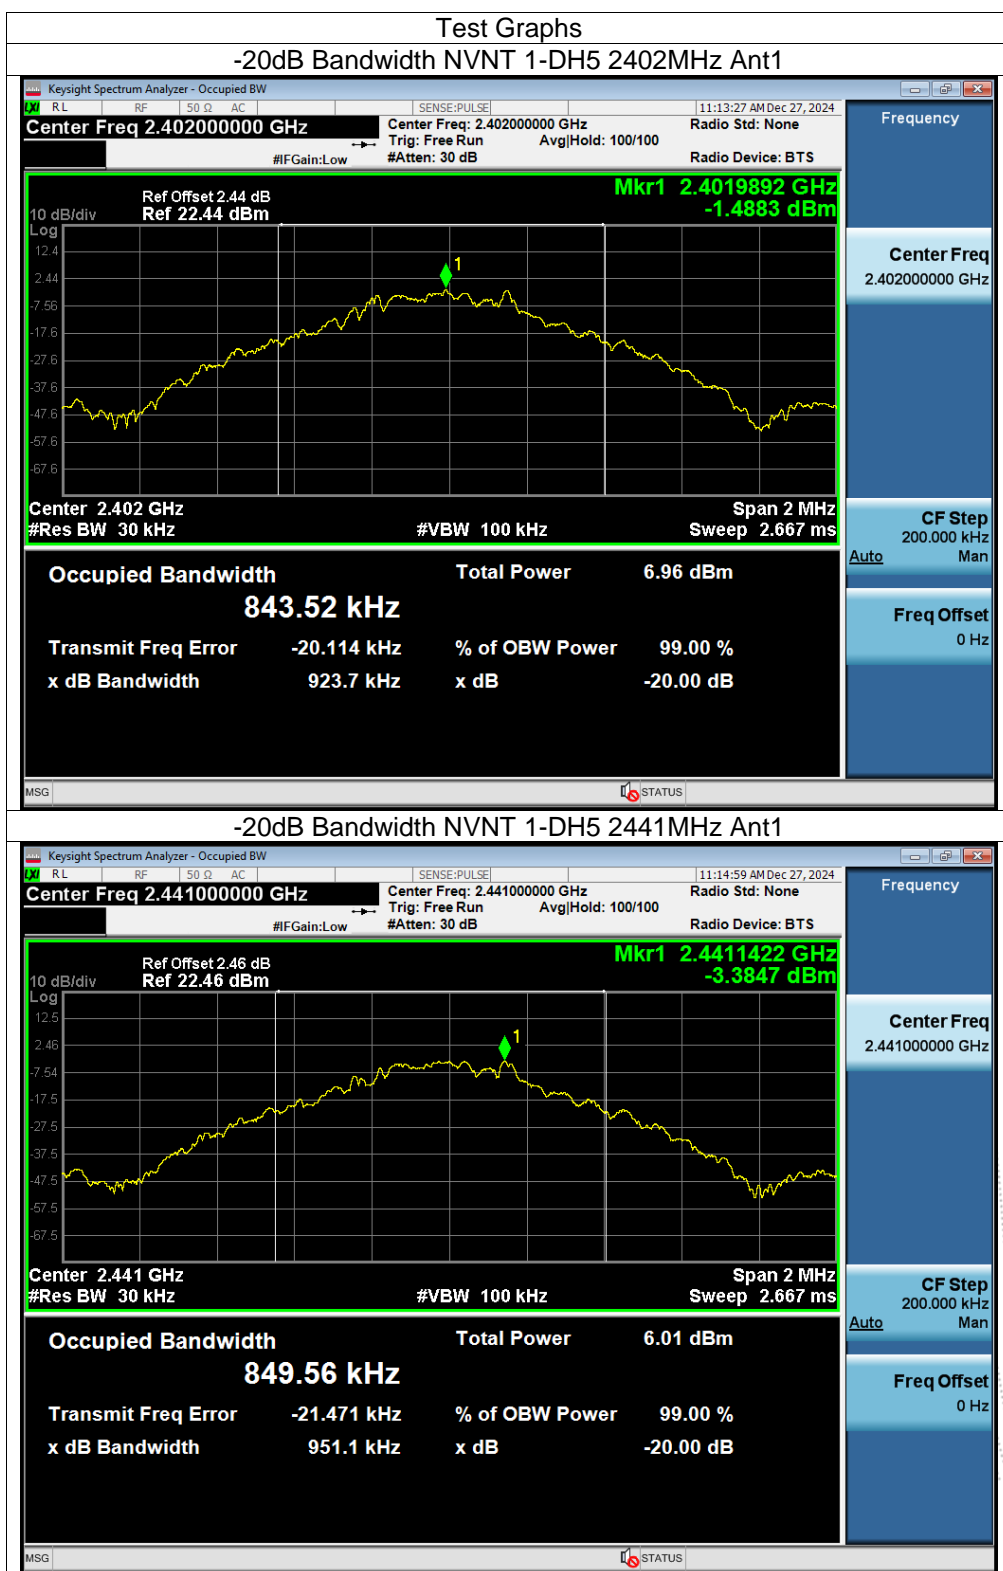 Test Graphs
-20dB Bandwidth NVNT 1-DH5 2402MHz Ant1
Keysight Spectrum Analyzer - Occupied BW
LXI RL RF 50 Ω AC SENSE:PULSE 11:13:27 AM Dec 27, 2024
Center Freq 2.402000000 GHz
Center Freq: 2.402000000 GHz Radio Std: None
Trig: Free Run Avg|Hold: 100/100
#IFGain:Low #Atten: 30 dB Radio Device: BTS
Frequency
Mkr1 2.4019892 GHz
-1.4883 dBm
Ref Offset 2.44 dB
10 dB/div Ref 22.44 dBm
Log
12.4
2.44
-7.56
-17.6
-27.6
-37.6
-47.6
-57.6
-67.6
1
Center Freq
2.402000000 GHz
Center 2.402 GHz Span 2 MHz
#Res BW 30 kHz #VBW 100 kHz Sweep 2.667 ms
CF Step
200.000 kHz
Auto Man
Occupied Bandwidth Total Power 6.96 dBm
843.52 kHz
Freq Offset
0 Hz
Transmit Freq Error -20.114 kHz % of OBW Power 99.00 %
x dB Bandwidth 923.7 kHz x dB -20.00 dB
MSG STATUS
-20dB Bandwidth NVNT 1-DH5 2441MHz Ant1
Keysight Spectrum Analyzer - Occupied BW
LXI RL RF 50 Ω AC SENSE:PULSE 11:14:59 AM Dec 27, 2024
Center Freq 2.441000000 GHz
Center Freq: 2.441000000 GHz Radio Std: None
Trig: Free Run Avg|Hold: 100/100
#IFGain:Low #Atten: 30 dB Radio Device: BTS
Frequency
Mkr1 2.4411422 GHz
-3.3847 dBm
Ref Offset 2.46 dB
10 dB/div Ref 22.46 dBm
Log
12.5
2.46
-7.54
-17.5
-27.5
-37.5
-47.5
-57.5
-67.5
1
Center Freq
2.441000000 GHz
Center 2.441 GHz Span 2 MHz
#Res BW 30 kHz #VBW 100 kHz Sweep 2.667 ms
CF Step
200.000 kHz
Auto Man
Occupied Bandwidth Total Power 6.01 dBm
849.56 kHz
Freq Offset
0 Hz
Transmit Freq Error -21.471 kHz % of OBW Power 99.00 %
x dB Bandwidth 951.1 kHz x dB -20.00 dB
MSG STATUS